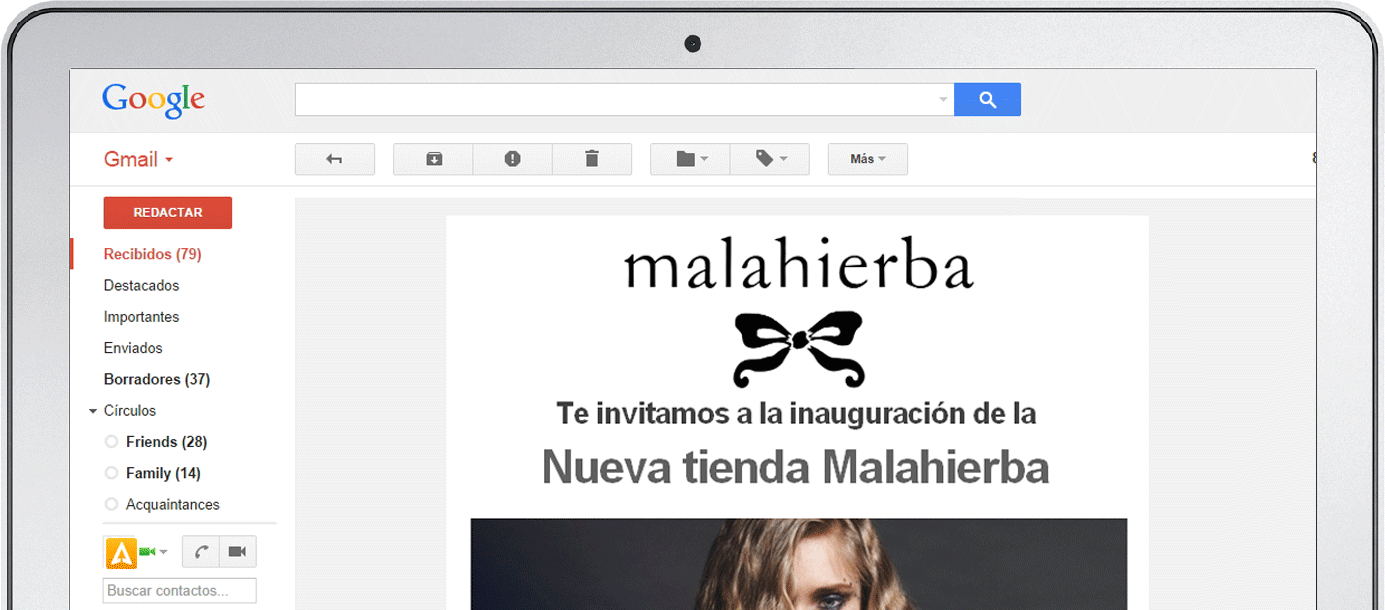 Google
Gmail
Más
REDACTAR
Recibidos (79)
Destacados
Importantes
Enviados
Borradores (37)
Círculos
Friends (28)
Family (14)
Acquaintances
Buscar contactos...
malahierba
Te invitamos a la inauguración de la
Nueva tienda Malahierba